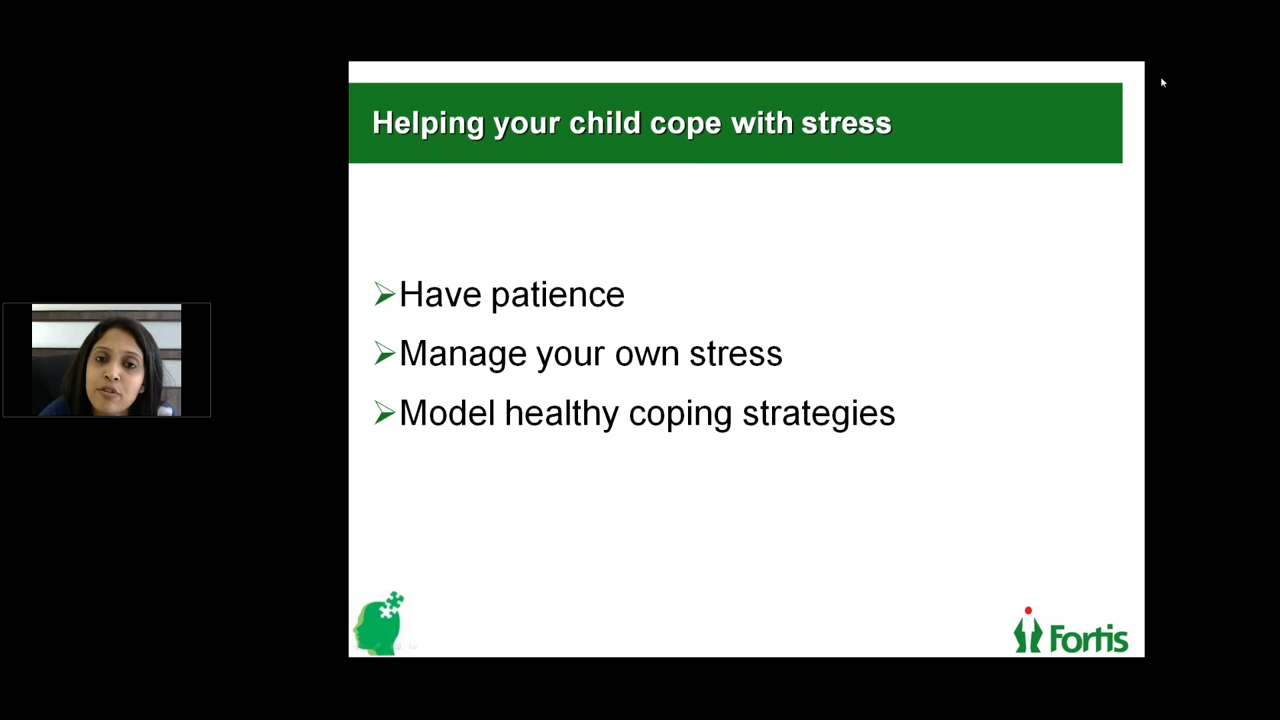 Helping your child cope with stress
Have patience
Manage your own stress
Model healthy coping strategies
Fortis